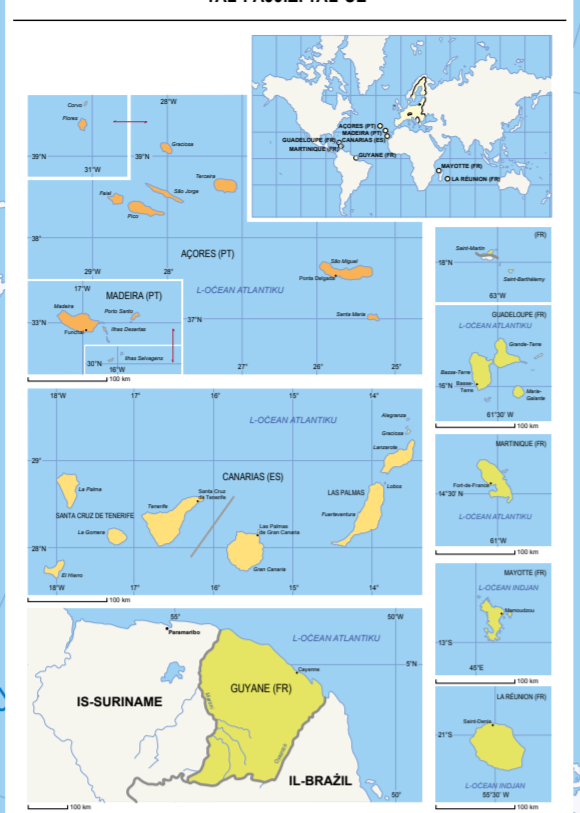 AÇORES (PT)
MADEIRA (PT)
CANARIAS (ES)
GUADELOUPE (FR)
MARTINIQUE (FR)
GUYANE (FR)
MAYOTTE (FR)
LA RÉUNION (FR)
Corvo
Flores
39°N
31°W
28°W
Graciosa
39°N
Terceira
São Jorge
Faial
Pico
38°
29°W
28°
AÇORES (PT)
São Miguel
Ponta Delgada
L-OĊEAN ATLANTIKU
Santa Maria
37°N
27°
26°
25°
17°W
MADEIRA (PT)
Madeira
Porto Santo
33°N
Funchal
Ilhas Desertas
Ilhas Selvagens
30°N
16°W
100 km
(FR)
Saint-Martin
18°N
Saint-Barthélemy
63°W
GUADELOUPE (FR)
L-OĊEAN ATLANTIKU
Grande-Terre
Basse-Terre
16°N
Basse-
Terre
Marie-
Galante
61°30' W
100 km
MARTINIQUE (FR)
Fort-de-France
14°30' N
L-OĊEAN ATLANTIKU
61°W
100 km
MAYOTTE (FR)
L-OĊEAN INDJAN
Mamoudzou
13°S
45°E
100 km
LA RÉUNION (FR)
Saint-Denis
21°S
L-OĊEAN INDJAN
55°30' W
100 km
18°W
17°
16°
15°
14°
L-OĊEAN ATLANTIKU
Alegranza
Graciosa
Lanzarote
29°
CANARIAS (ES)
La Palma
Santa Cruz
de Tenerife
LAS PALMAS
Lobos
SANTA CRUZ DE TENERIFE
Tenerife
Fuerteventura
La Gomera
Las Palmas
de Gran Canaria
28°N
El Hierro
Gran Canaria
18°W
17°
16°
15°
14°
100 km
55°
50°W
Paramaribo
L-OĊEAN ATLANTIKU
5°N
Cayenne
GUYANE (FR)
IS-SURINAME
Maroni
IL-BRAŻIL
50°
100 km